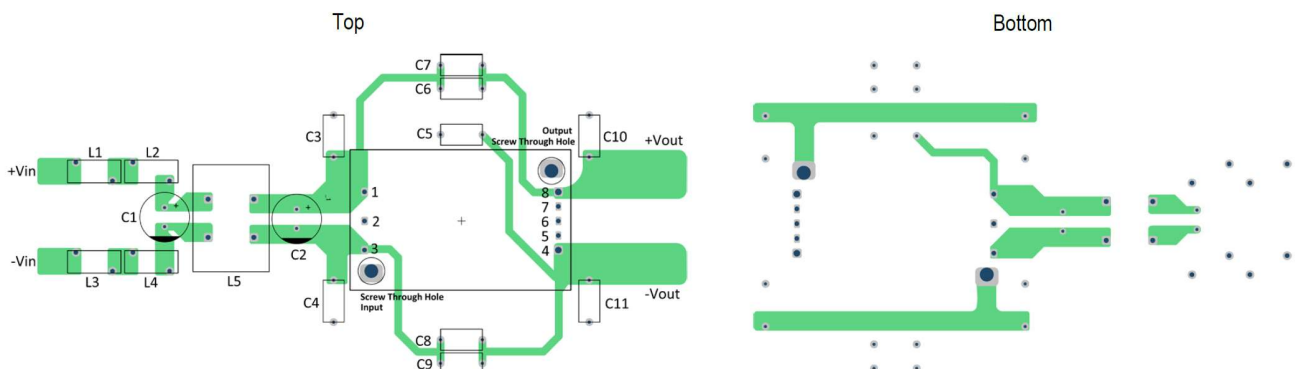 Top
Bottom
C7
C6
C3
C5
Output
Screw Through Hole
C10
+Vout
L1
L2
+Vin
1
8
7
2
6
5
3
4
C1
+
+
C2
-Vin
L3
L4
L5
C4
Screw Through Hole
Input
C11
-Vout
C8
C9